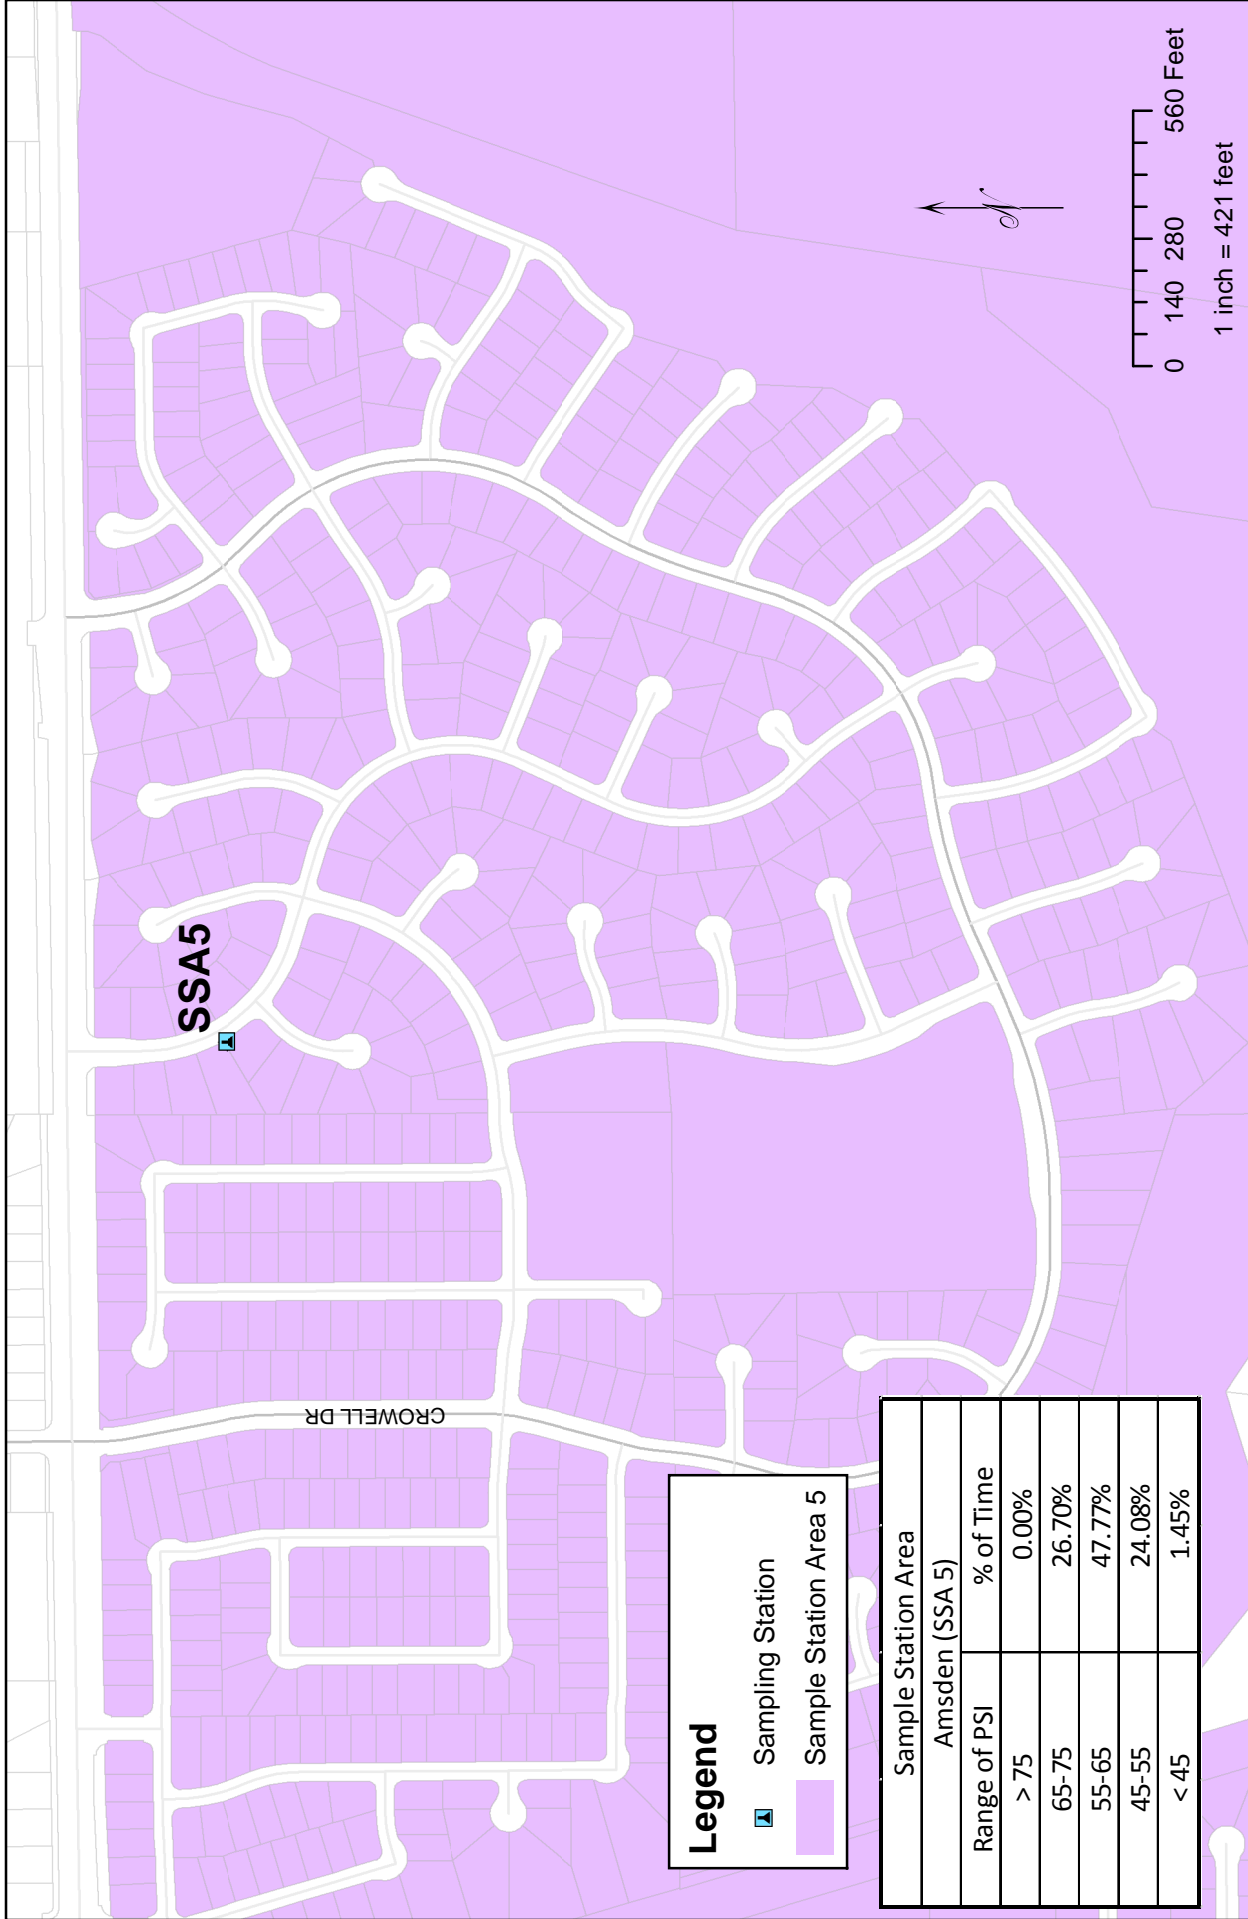 SSA5
CROWELL DR
Legend
Sampling Station
Sample Station Area 5
Sample Station Area
Amsden (SSA 5)
Range of PSI % of Time
> 75 0.00%
65-75 26.70%
55-65 47.77%
45-55 24.08%
< 45 1.45%
N
0 140 280 560 Feet
1 inch = 421 feet